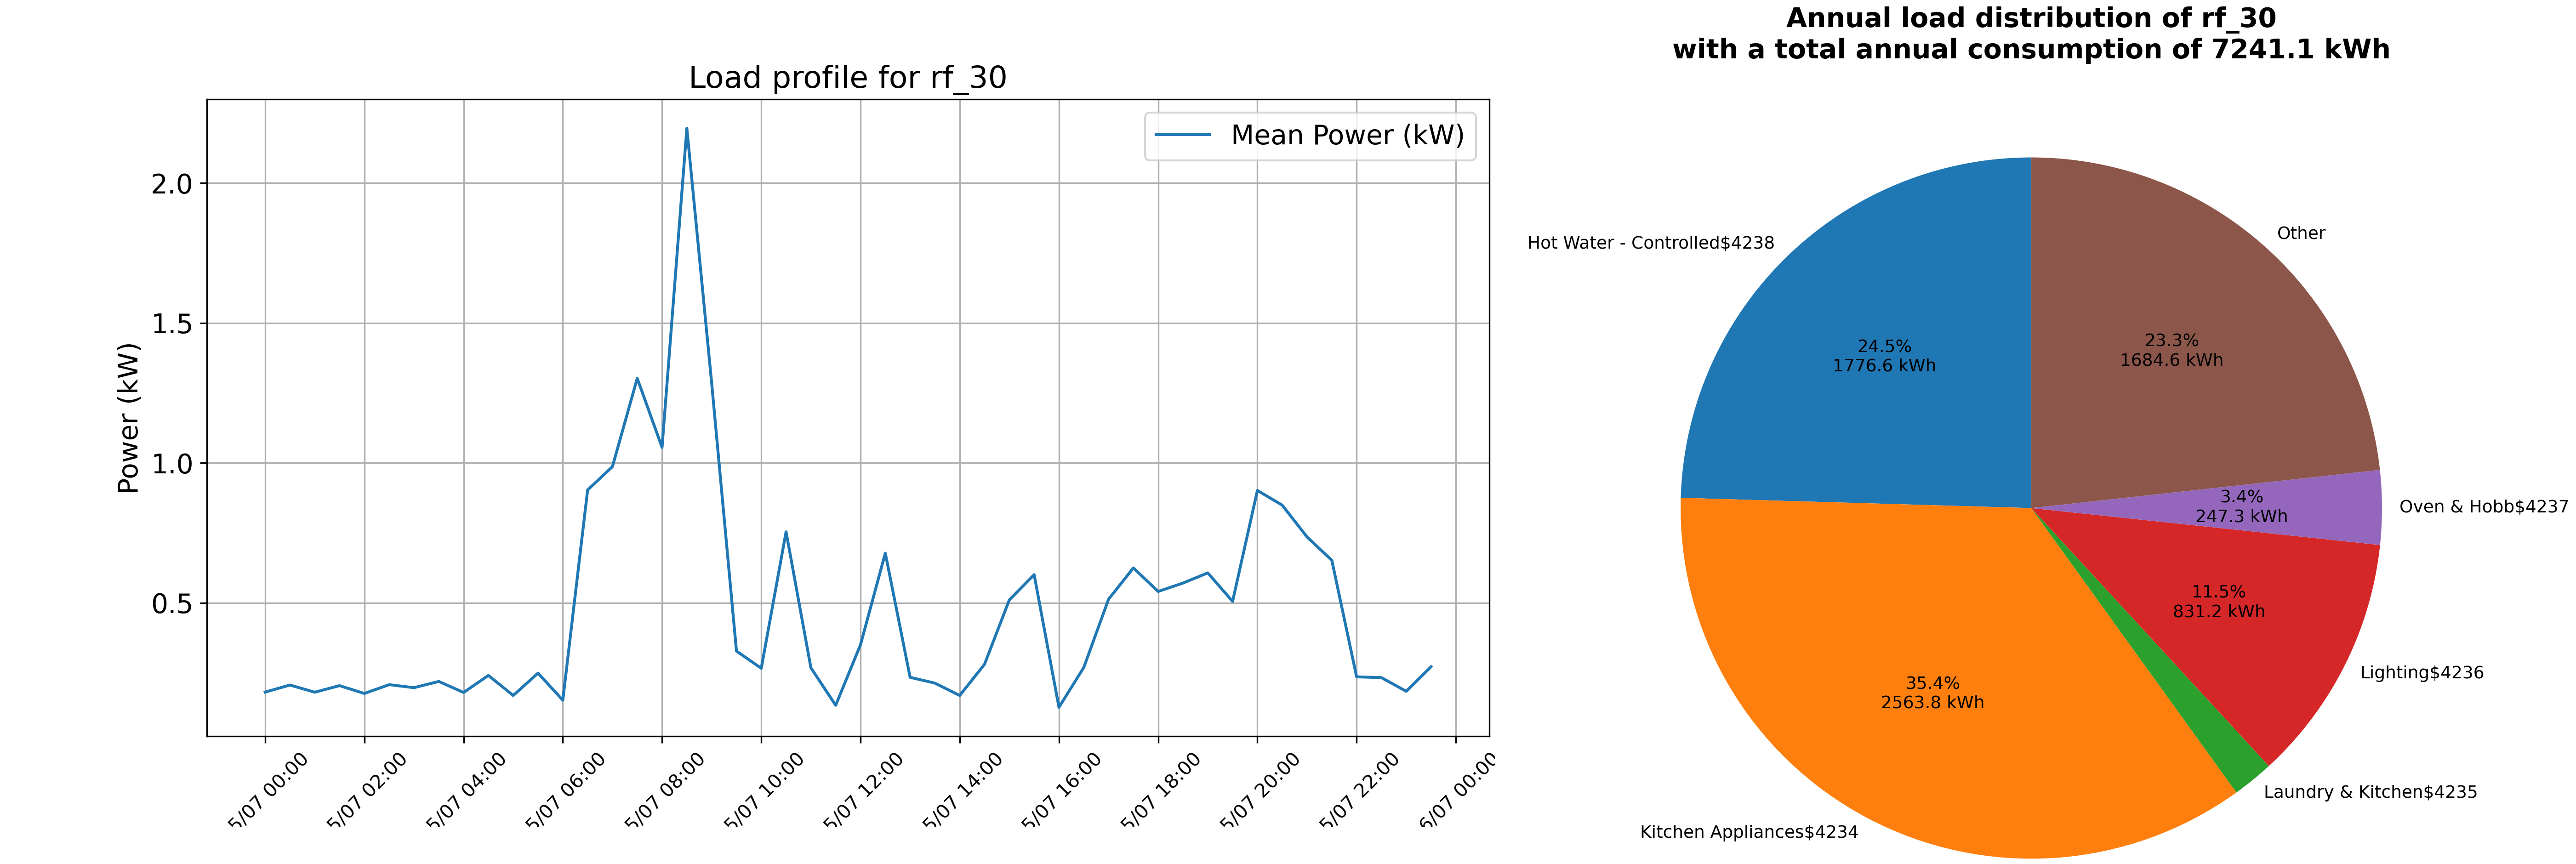 Load profile for rf_30
Mean Power (kW)
Power (kW)
2.0
1.5
1.0
0.5
5/07 00:00
5/07 02:00
5/07 04:00
5/07 06:00
5/07 08:00
5/07 10:00
5/07 12:00
5/07 14:00
5/07 16:00
5/07 18:00
5/07 20:00
5/07 22:00
6/07 00:00
Annual load distribution of rf_30
with a total annual consumption of 7241.1 kWh
Hot Water - Controlled$4238
24.5%
1776.6 kWh
Other
23.3%
1684.6 kWh
Oven & Hobb$4237
3.4%
247.3 kWh
Lighting$4236
11.5%
831.2 kWh
Laundry & Kitchen$4235
Kitchen Appliances$4234
35.4%
2563.8 kWh